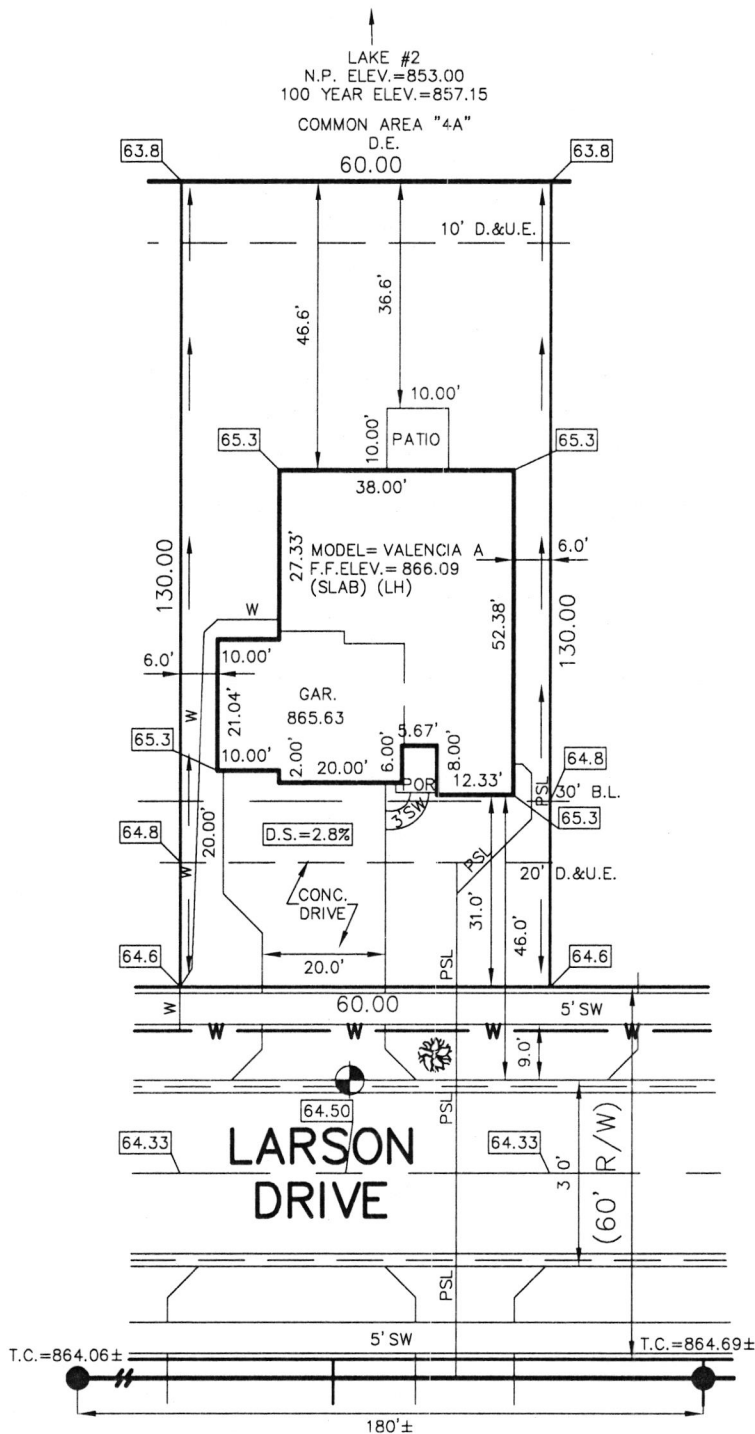 LAKE #2
N.P. ELEV.=853.00
100 YEAR ELEV.=857.15
COMMON AREA "4A"
D.E.
63.8
60.00
63.8
10' D.&U.E.
46.6'
36.6'
10.00'
10.00'
PATIO
65.3
65.3
38.00'
27.33'
MODEL= VALENCIA A
F.F.ELEV.= 866.09
(SLAB) (LH)
6.0'
130.00
130.00
52.38'
W
6.0'
10.00'
21.04'
GAR.
865.63
W
65.3
10.00'
2.00'
20.00'
6.00'
5.67'
8.00'
12.33'
POR
3'SW
64.8
PSL
30' B.L.
65.3
20.00'
D.S.=2.8%
64.8
W
PSL
20' D.&U.E.
CONC.
DRIVE
31.0'
46.0'
20.0'
PSL
64.6
64.6
W
60.00
5' SW
W
W
W
W
9.0'
64.50
PSL
64.33
64.33
LARSON
DRIVE
(60' R/W)
PSL
5' SW
T.C.=864.06±
T.C.=864.69±
180'±